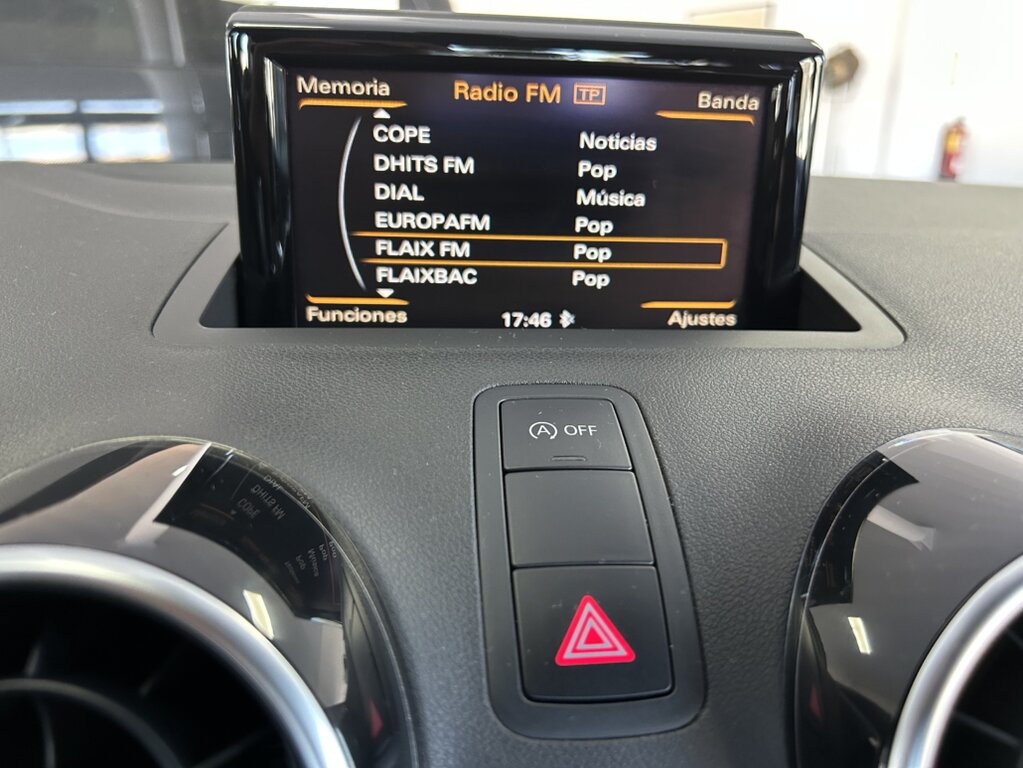 Memoria Radio FM TP Banda
COPE Noticias
DHITS FM Pop
DIAL Música
EUROPAFM Pop
FLAIX FM Pop
FLAIXBAC Pop
Funciones 17:46 Ajustes
A OFF